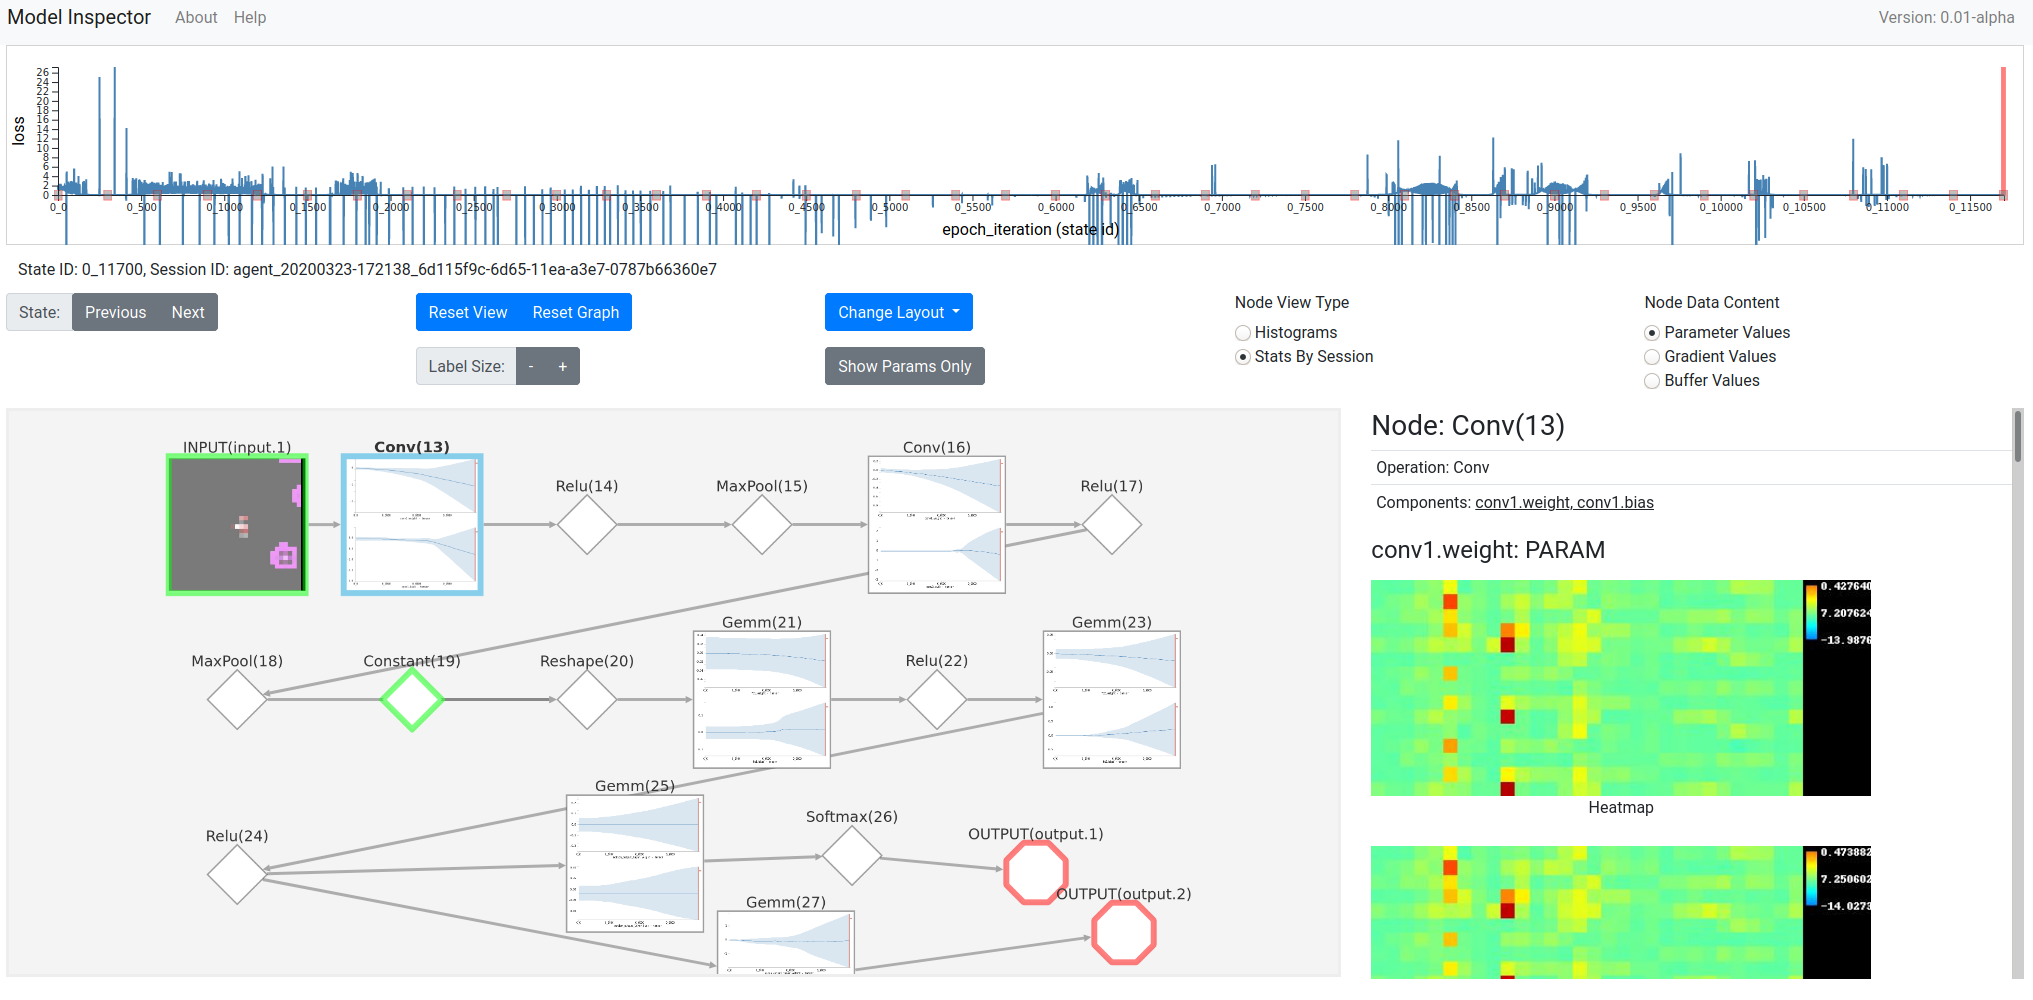 Model Inspector About Help Version: 0.01-alpha
26
24
22
20
18
16
14
12
10
8
6
4
2
0
loss
0_0 0_500 0_1000 0_1500 0_2000 0_2500 0_3000 0_3500 0_4000 0_4500 0_5000 0_5500 0_6000 0_6500 0_7000 0_7500 0_8000 0_8500 0_9000 0_9500 0_10000 0_10500 0_11000 0_11500
epoch_iteration (state id)
State ID: 0_11700, Session ID: agent_20200323-172138_6d115f9c-6d65-11ea-a3e7-0787b66360e7
State: Previous Next Reset View Reset Graph Change Layout
Label Size: - + Show Params Only
Node View Type
Histograms
Stats By Session
Node Data Content
Parameter Values
Gradient Values
Buffer Values
INPUT(input.1) Conv(13) Conv(16)
Relu(14) MaxPool(15) Relu(17)
Gemm(21) Gemm(23)
MaxPool(18) Constant(19) Reshape(20) Relu(22)
Gemm(25)
Softmax(26)
Relu(24) OUTPUT(output.1)
OUTPUT(output.2)
Gemm(27)
Node: Conv(13)
Operation: Conv
Components: conv1.weight, conv1.bias
conv1.weight: PARAM
0.427640
7.207624
-13.9876
Heatmap
0.473882
7.250602
-14.0273